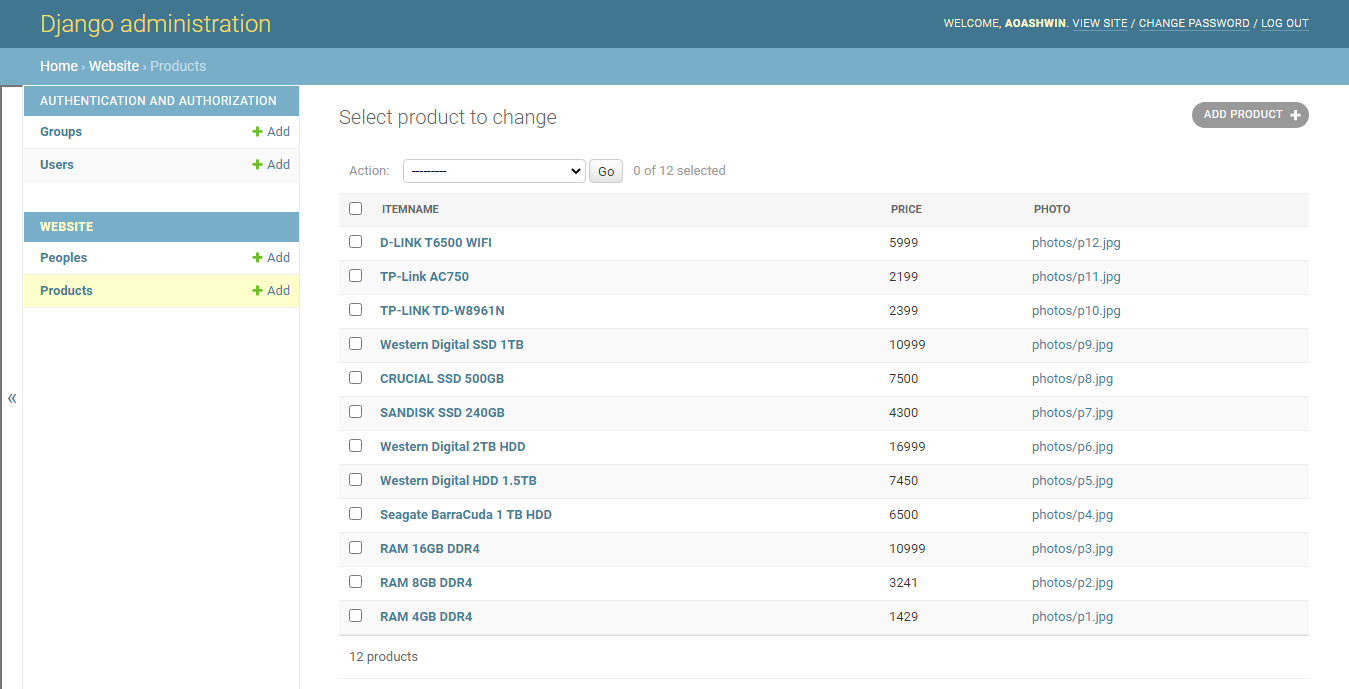 Django administration
WELCOME, AOASHWIN. VIEW SITE / CHANGE PASSWORD / LOG OUT
Home › Website › Products
AUTHENTICATION AND AUTHORIZATION
Groups + Add
Users + Add
WEBSITE
Peoples + Add
Products + Add
«
Select product to change
ADD PRODUCT +
Action: --------- Go 0 of 12 selected
ITEMNAME PRICE PHOTO
D-LINK T6500 WIFI 5999 photos/p12.jpg
TP-Link AC750 2199 photos/p11.jpg
TP-LINK TD-W8961N 2399 photos/p10.jpg
Western Digital SSD 1TB 10999 photos/p9.jpg
CRUCIAL SSD 500GB 7500 photos/p8.jpg
SANDISK SSD 240GB 4300 photos/p7.jpg
Western Digital 2TB HDD 16999 photos/p6.jpg
Western Digital HDD 1.5TB 7450 photos/p5.jpg
Seagate BarraCuda 1 TB HDD 6500 photos/p4.jpg
RAM 16GB DDR4 10999 photos/p3.jpg
RAM 8GB DDR4 3241 photos/p2.jpg
RAM 4GB DDR4 1429 photos/p1.jpg
12 products